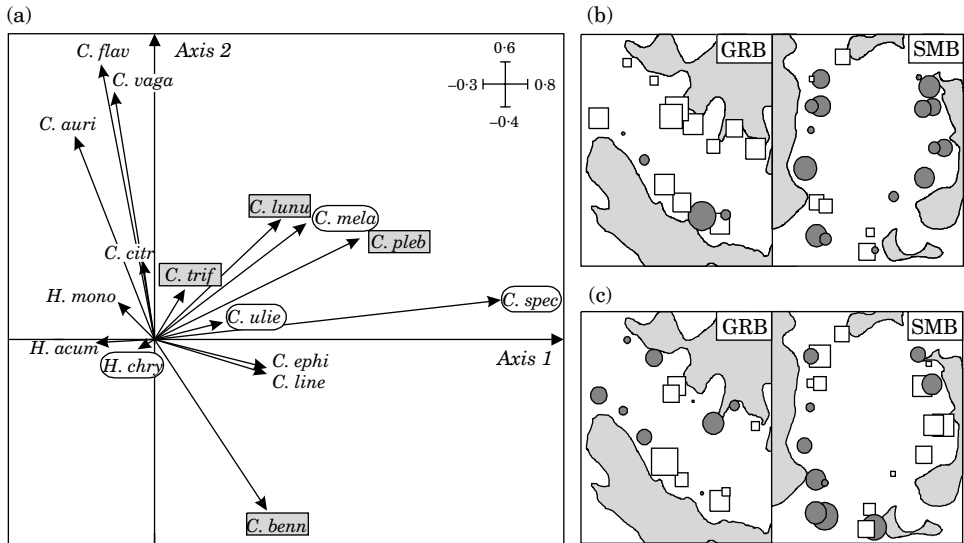 (a)
C. flav
Axis 2
C. vaga
C. auri
0·6
−0·3
0·8
−0·4
C. lunu
C. mela
C. pleb
C. citr
C. trif
C. spec
H. mono
C. ulie
H. acum
Axis 1
H. chry
C. ephi
C. line
C. benn
(b)
GRB
SMB
(c)
GRB
SMB